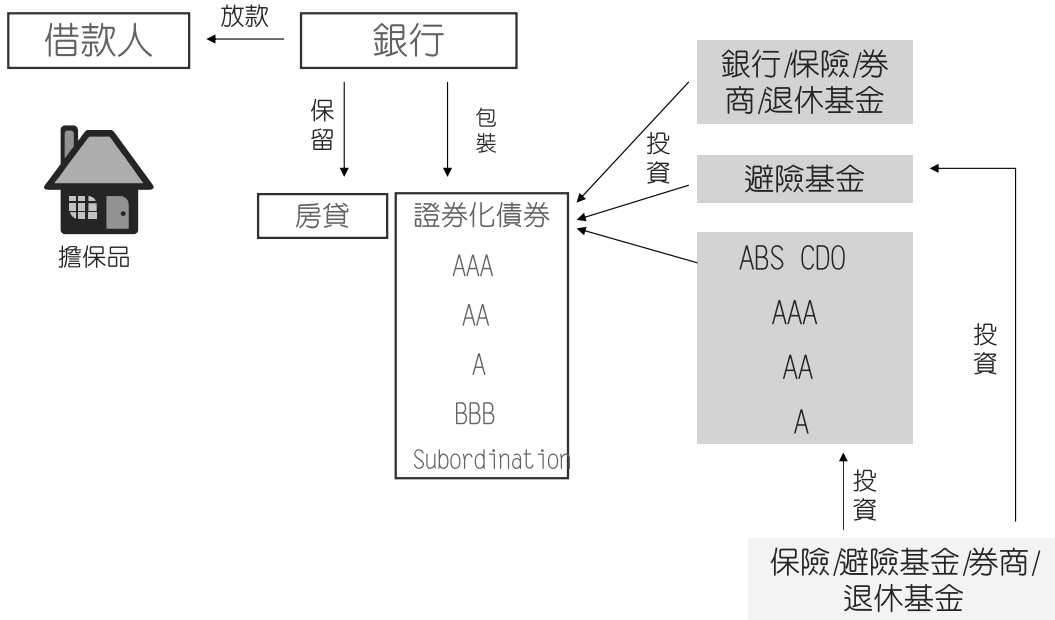 放款
借款人
銀行
銀行/保險/券
商/退休基金
保
留
包
裝
投
資
避險基金
房貸
證券化債券
AAA
AA
A
BBB
Subordination
擔保品
ABS CDO
AAA
AA
A
投
資
投
資
保險/避險基金/券商/
退休基金